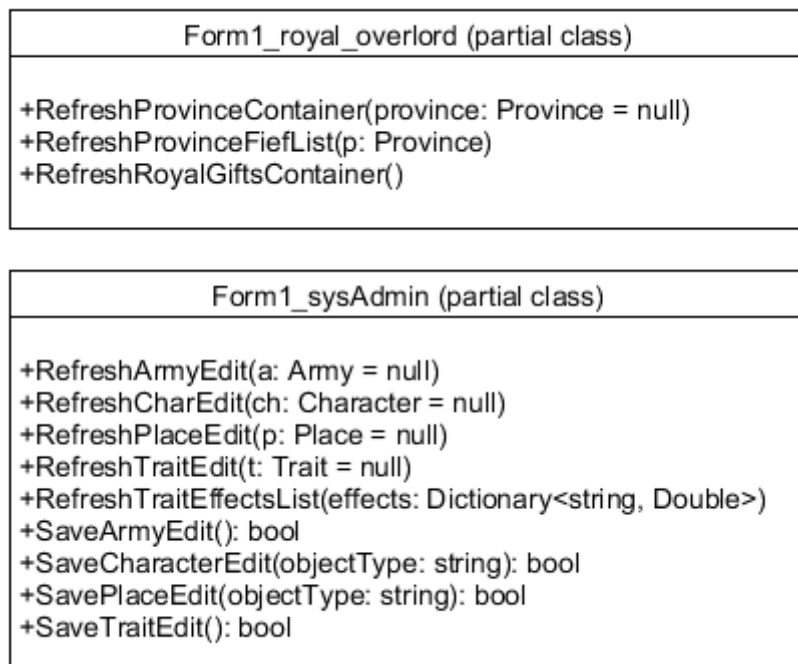 Form1_royal_overlord (partial class)
+RefreshProvinceContainer(province: Province = null)
+RefreshProvinceFiefList(p: Province)
+RefreshRoyalGiftsContainer()
Form1_sysAdmin (partial class)
+RefreshArmyEdit(a: Army = null)
+RefreshCharEdit(ch: Character = null)
+RefreshPlaceEdit(p: Place = null)
+RefreshTraitEdit(t: Trait = null)
+RefreshTraitEffectsList(effects: Dictionary<string, Double>)
+SaveArmyEdit(): bool
+SaveCharacterEdit(objectType: string): bool
+SavePlaceEdit(objectType: string): bool
+SaveTraitEdit(): bool